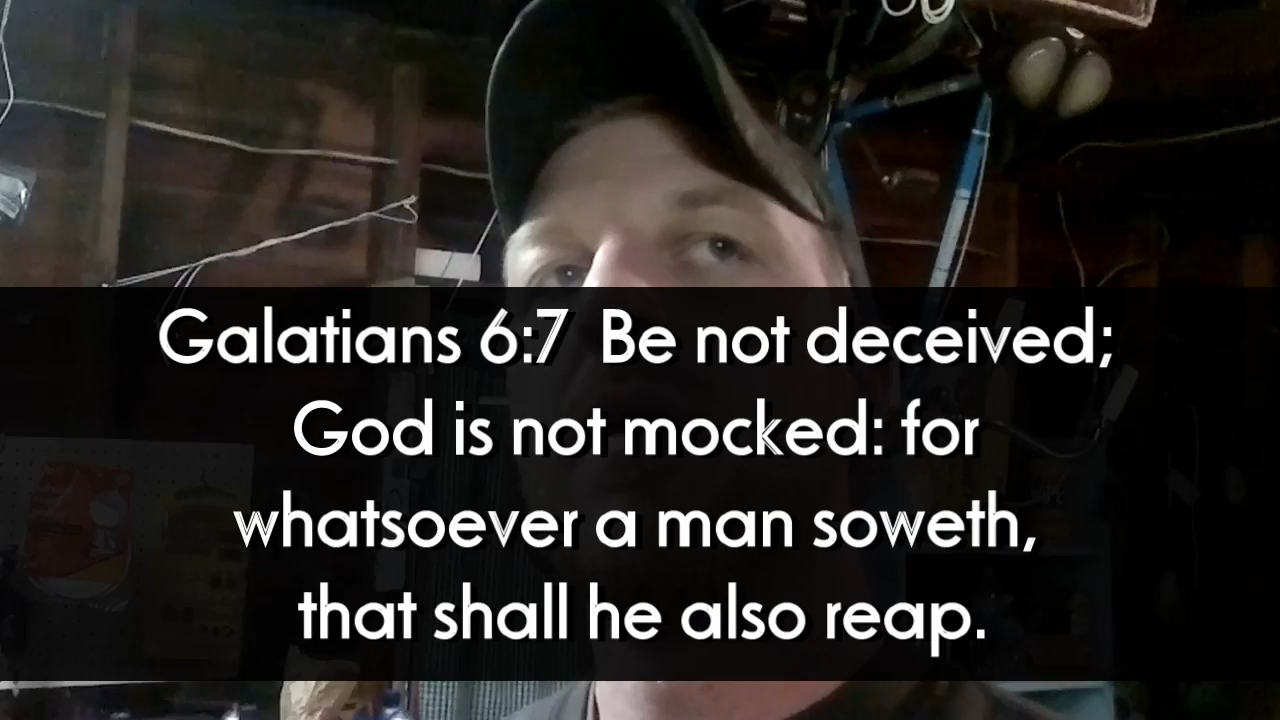 Galatians 6:7  Be not deceived;
God is not mocked: for
whatsoever a man soweth,
that shall he also reap.